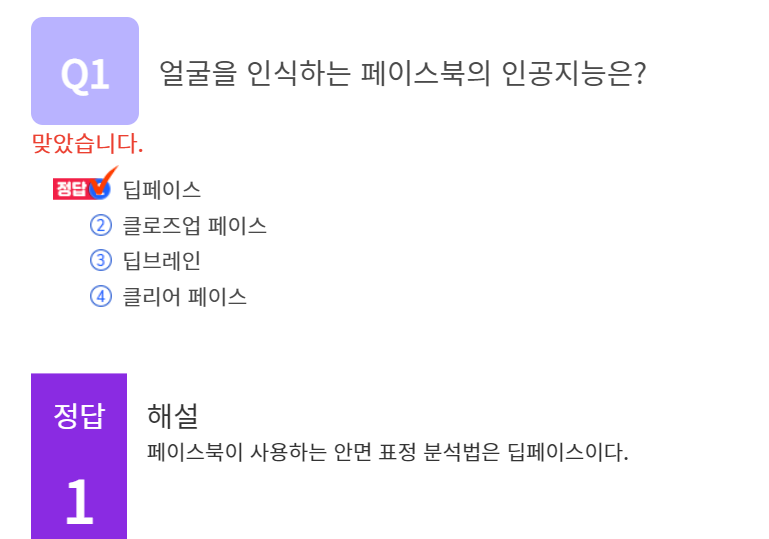 Q1
얼굴을 인식하는 페이스북의 인공지능은?
맞았습니다.
정답 딥페이스
② 클로즈업 페이스
③ 딥브레인
④ 클리어 페이스
정답
1
해설
페이스북이 사용하는 안면 표정 분석법은 딥페이스이다.